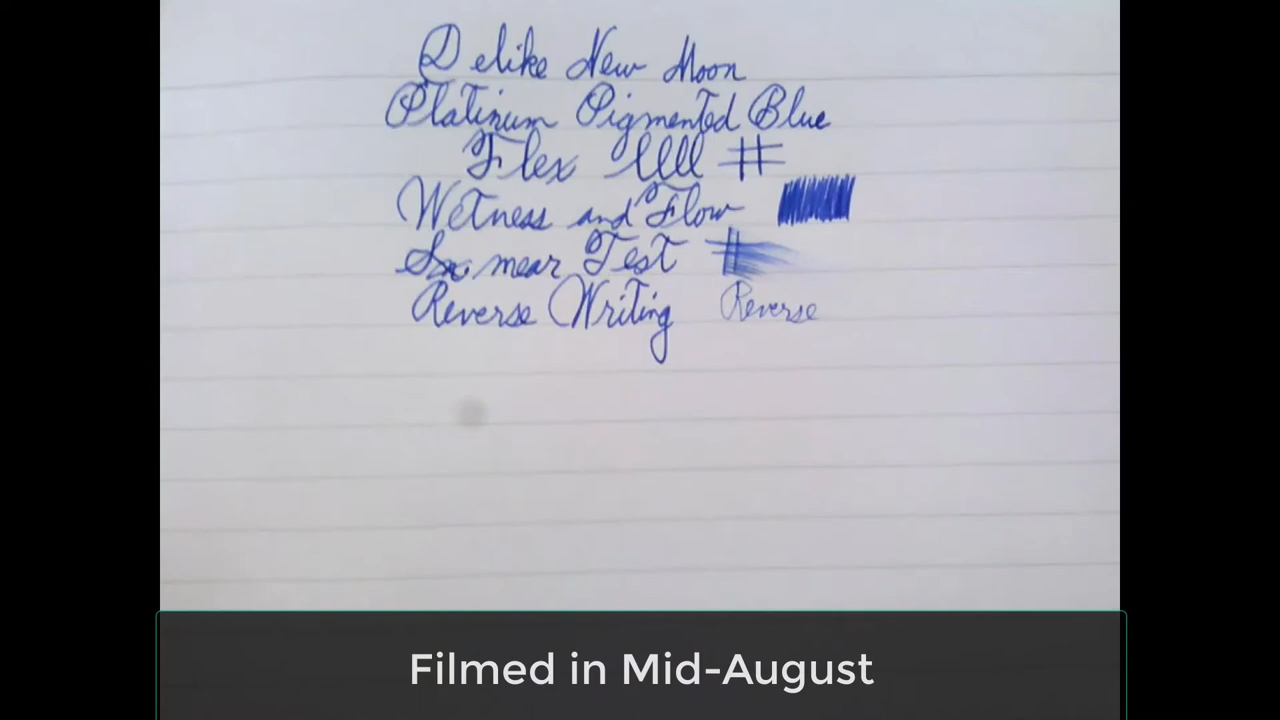 Delike New Moon
Platinum Pigmented Blue
Flex llll #
Wetness and Flow
Smear Test #
Reverse Writing Reverse
Filmed in Mid-August